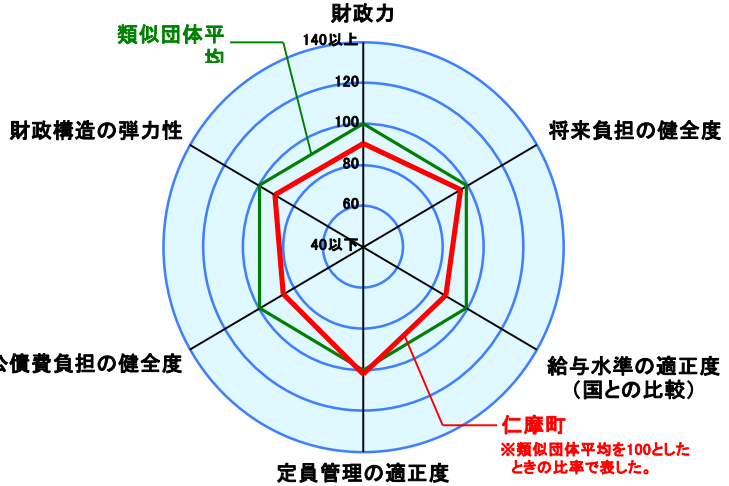 財政力
類似団体平
均
140以上
120
100
80
60
40以下
財政構造の弾力性
将来負担の健全度
公債費負担の健全度
給与水準の適正度
(国との比較)
定員管理の適正度
仁摩町
※類似団体平均を100とした
ときの比率で表した。